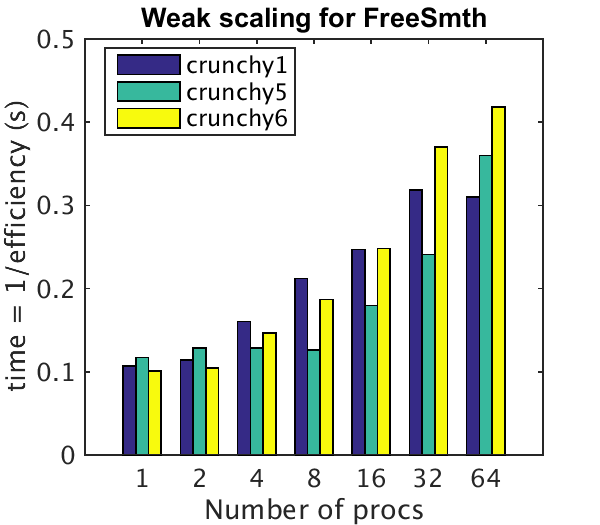 Weak scaling for FreeSmth
time = 1/efficiency (s)
0.5
0.4
0.3
0.2
0.1
0
crunchy1
crunchy5
crunchy6
1 2 4 8 16 32 64
Number of procs